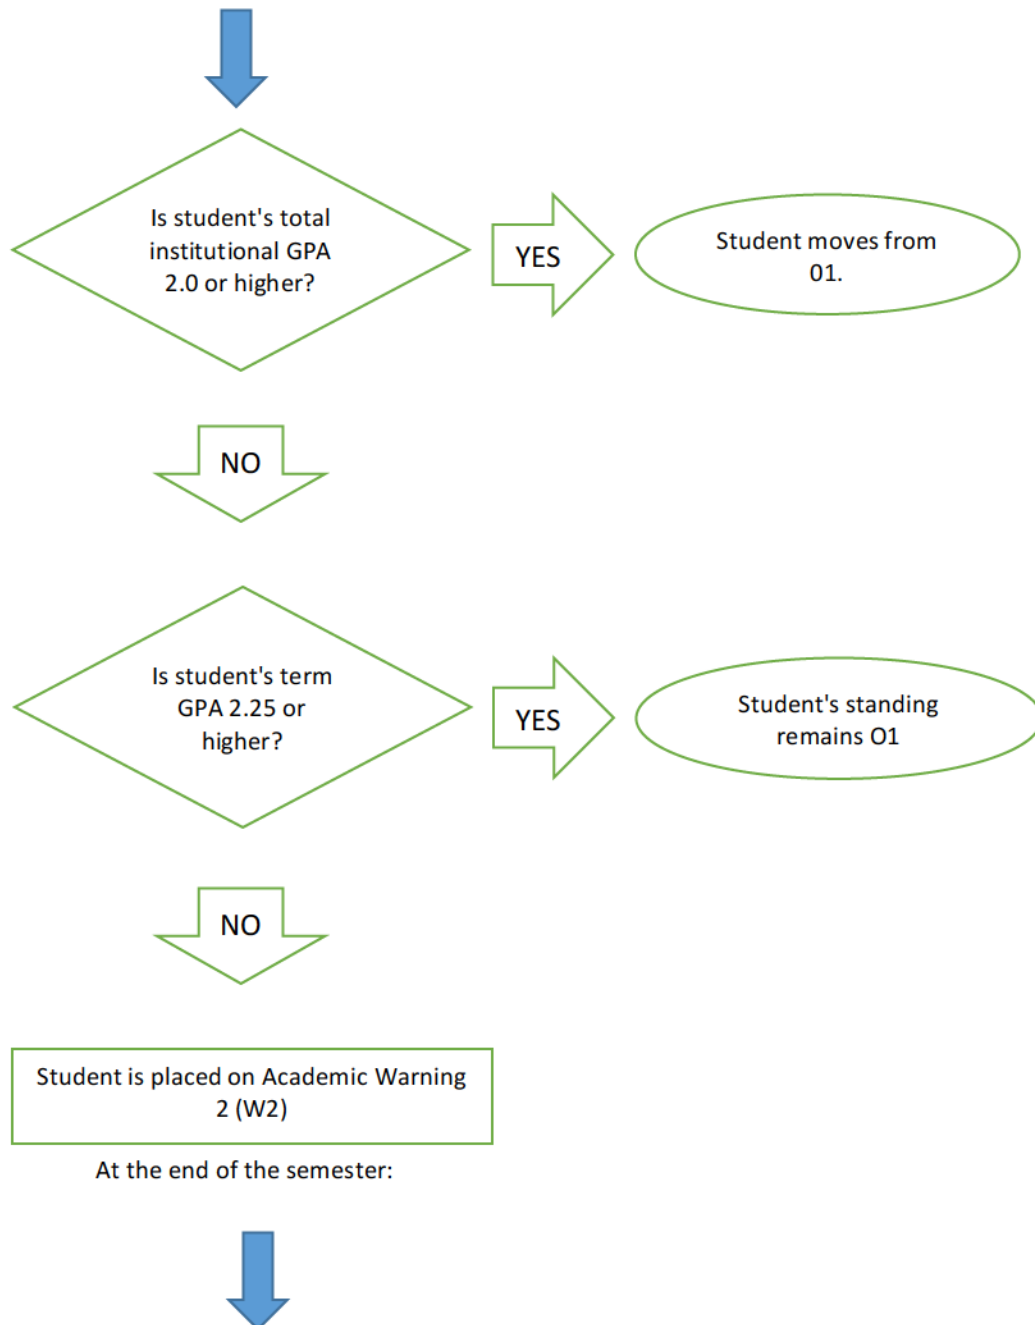 Is student's total
institutional GPA
2.0 or higher?
YES
Student moves from
01.
NO
Is student's term
GPA 2.25 or
higher?
YES
Student's standing
remains O1
NO
Student is placed on Academic Warning
2 (W2)
At the end of the semester: